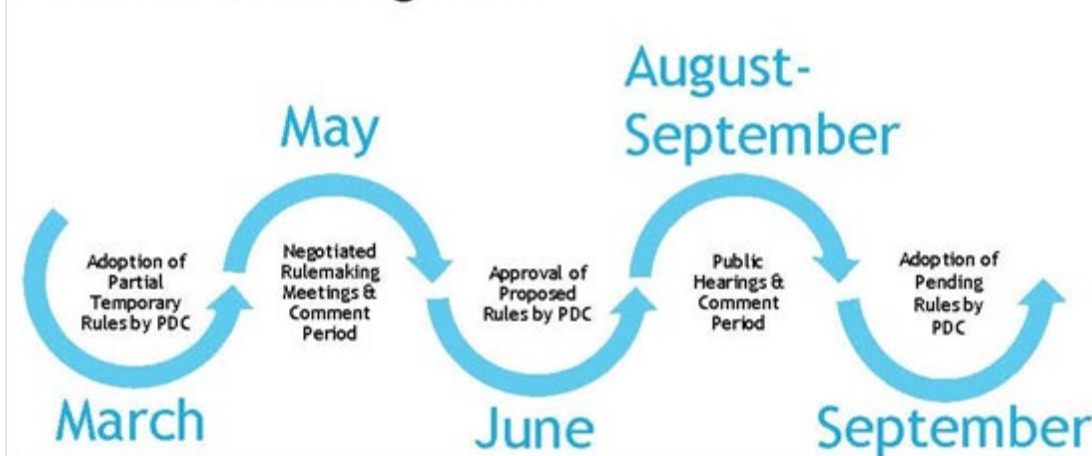 August-
September
May
Adoption of
Partial
Temporary
Rules by PDC
Negotiated
Rulemaking
Meetings &
Comment
Period
Approval of
Proposed
Rules by PDC
Public
Hearings &
Comment
Period
Adoption of
Pending
Rules by
PDC
March
June
September